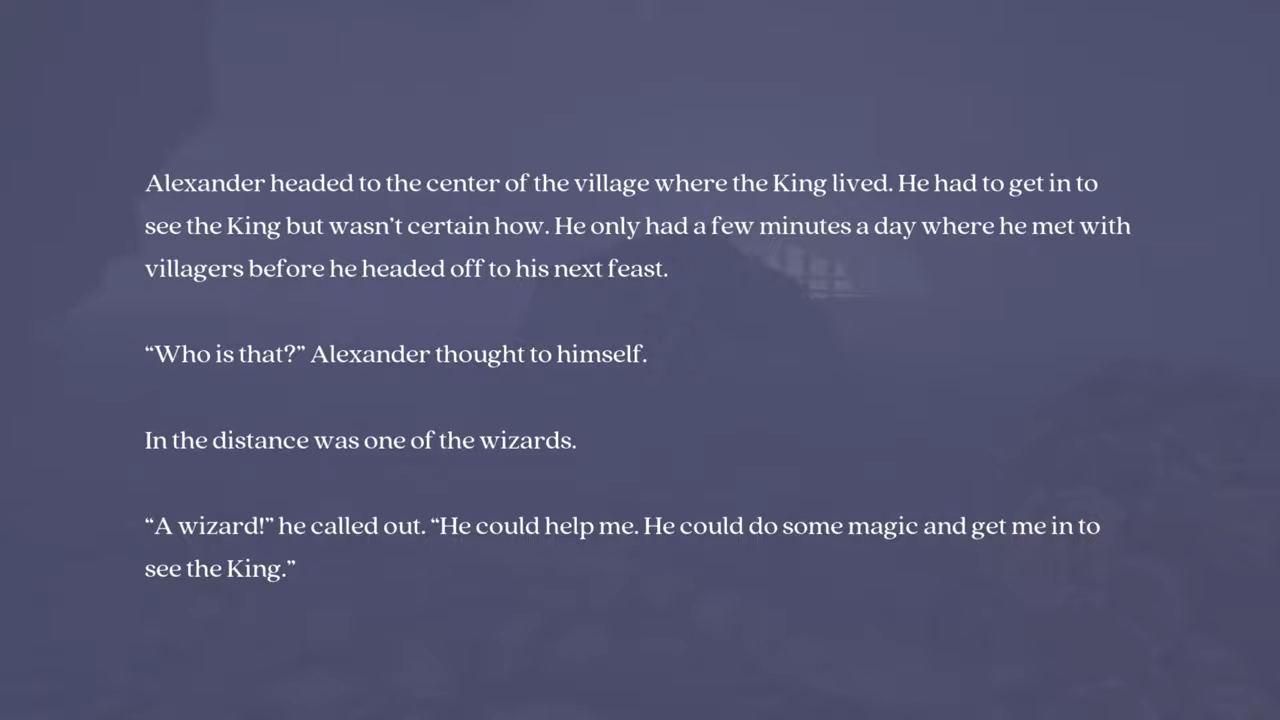 Alexander headed to the center of the village where the King lived. He had to get in to
see the King but wasn’t certain how. He only had a few minutes a day where he met with
villagers before he headed off to his next feast.
“Who is that?” Alexander thought to himself.
In the distance was one of the wizards.
“A wizard!” he called out. “He could help me. He could do some magic and get me in to
see the King.”